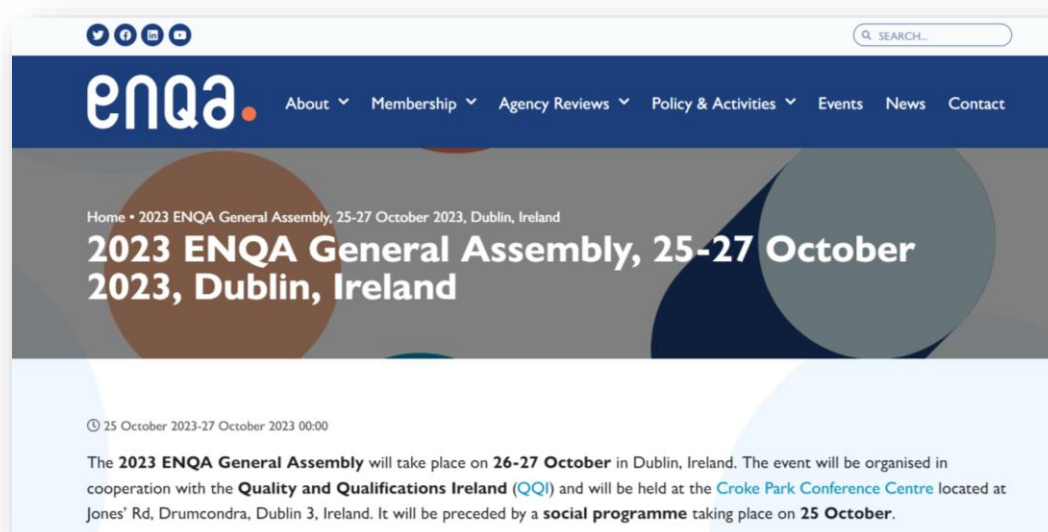 SEARCH...
enqa.
About Membership Agency Reviews Policy & Activities Events News Contact
Home • 2023 ENQA General Assembly, 25-27 October 2023, Dublin, Ireland
2023 ENQA General Assembly, 25-27 October
2023, Dublin, Ireland
25 October 2023-27 October 2023 00:00
The 2023 ENQA General Assembly will take place on 26-27 October in Dublin, Ireland. The event will be organised in
cooperation with the Quality and Qualifications Ireland (QQI) and will be held at the Croke Park Conference Centre located at
Jones' Rd, Drumcondra, Dublin 3, Ireland. It will be preceded by a social programme taking place on 25 October.